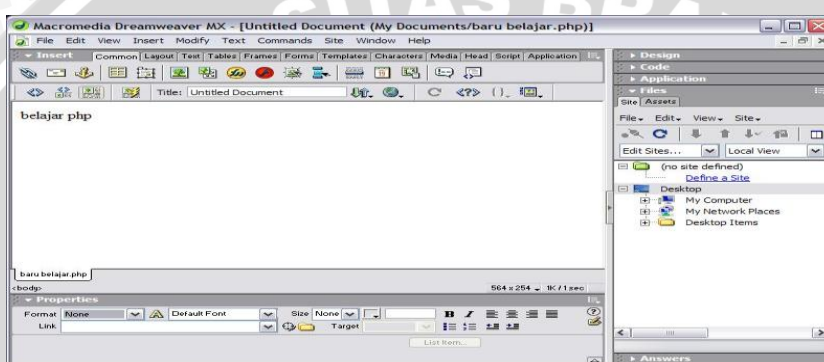 SITAS BRA
Macromedia Dreamweaver MX - [Untitled Document (My Documents/baru belajar.php)]
File Edit View Insert Modify Text Commands Site Window Help
Insert Common Layout Text Tables Frames Forms Templates Characters Media Head Script Application
Title: Untitled Document
belajar php
baru belajar.php
<body> 564 x 254 1K / 1 sec
Properties
Format None Default Font Size None B I
Link Target
List Item...
Design
Code
Application
Files
Site Assets
File Edit View Site
Edit Sites... Local View
(no site defined)
Define a Site
Desktop
My Computer
My Network Places
Desktop Items
Answers